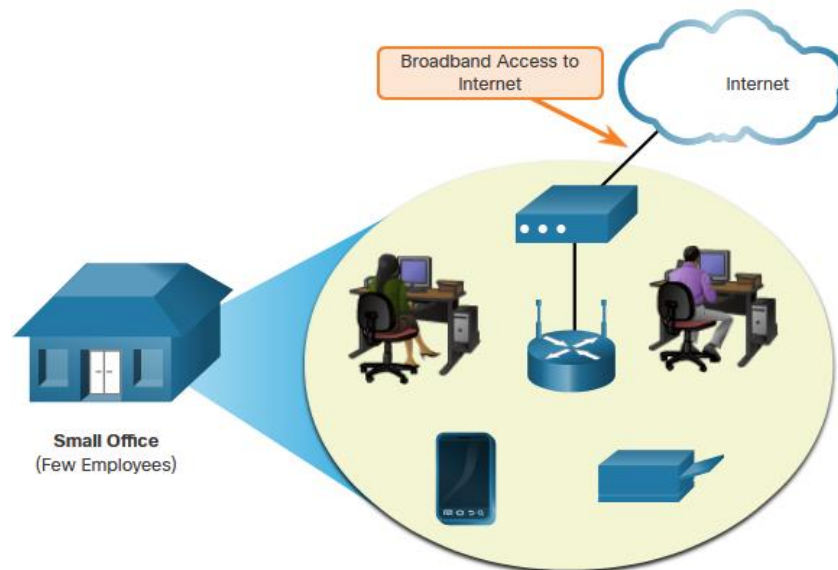 Broadband Access to
Internet
Internet
Small Office
(Few Employees)